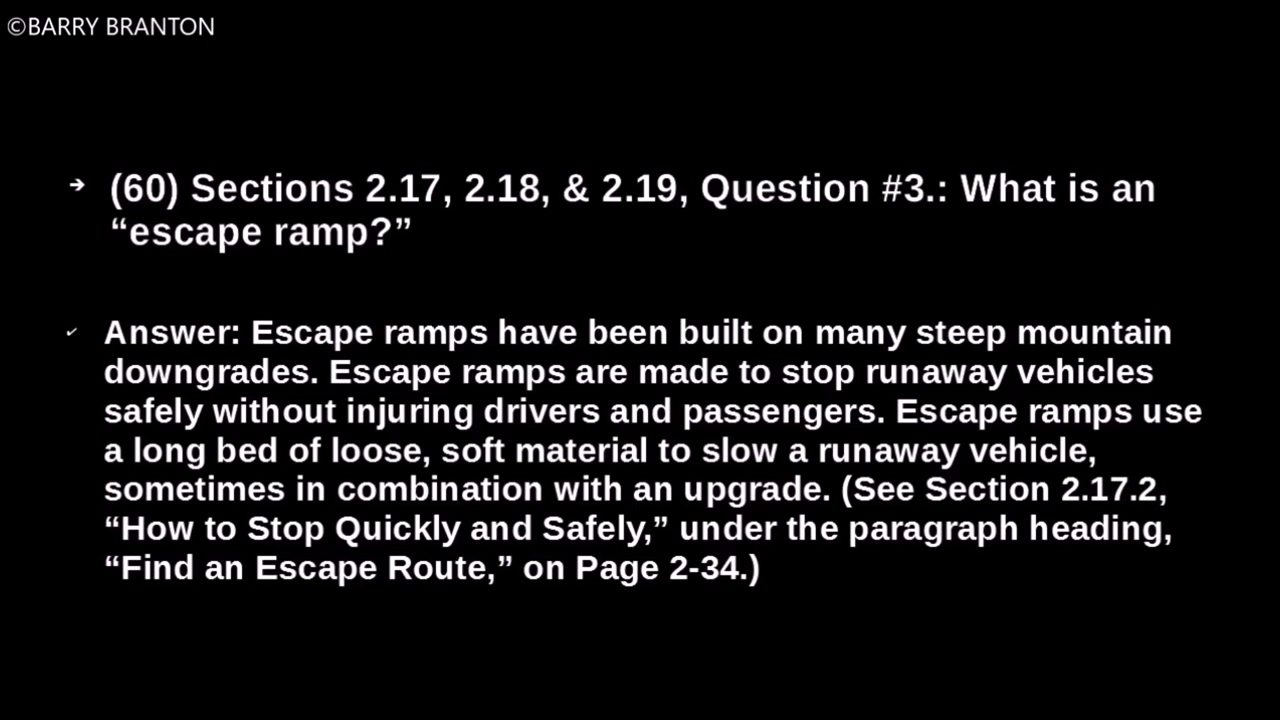 ©BARRY BRANTON
➔ (60) Sections 2.17, 2.18, & 2.19, Question #3.: What is an
“escape ramp?”
✓ Answer: Escape ramps have been built on many steep mountain
downgrades. Escape ramps are made to stop runaway vehicles
safely without injuring drivers and passengers. Escape ramps use
a long bed of loose, soft material to slow a runaway vehicle,
sometimes in combination with an upgrade. (See Section 2.17.2,
“How to Stop Quickly and Safely,” under the paragraph heading,
“Find an Escape Route,” on Page 2-34.)